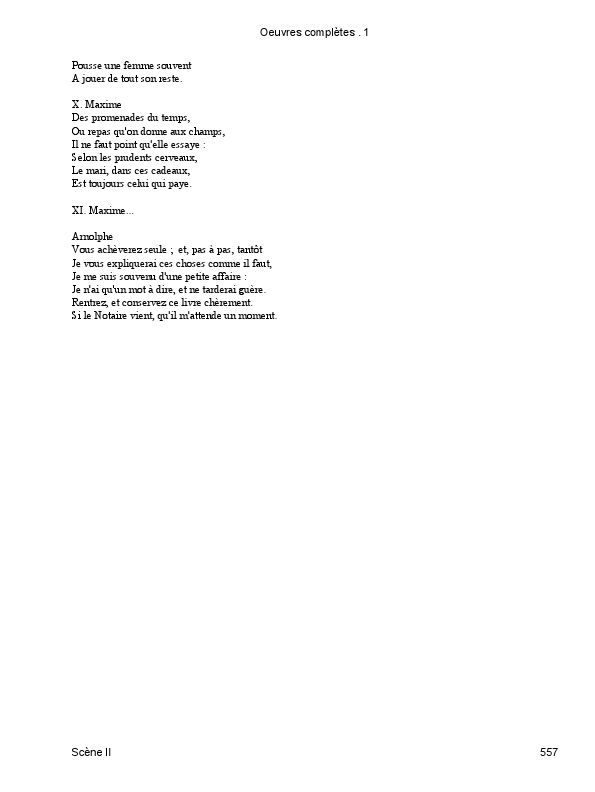 Oeuvres complètes . 1
Pousse une femme souvent
A jouer de tout son reste.
X. Maxime
Des promenades du temps,
Ou repas qu'on donne aux champs,
Il ne faut point qu'elle essaye :
Selon les prudents cerveaux,
Le mari, dans ces cadeaux,
Est toujours celui qui paye.
XI. Maxime...
Arnolphe
Vous achèverez seule ; et, pas à pas, tantôt
Je vous expliquerai ces choses comme il faut,
Je me suis souvenu d'une petite affaire :
Je n'ai qu'un mot à dire, et ne tarderai guère.
Rentrez, et conservez ce livre chèrement.
Si le Notaire vient, qu'il m'attende un moment.
Scène II
557